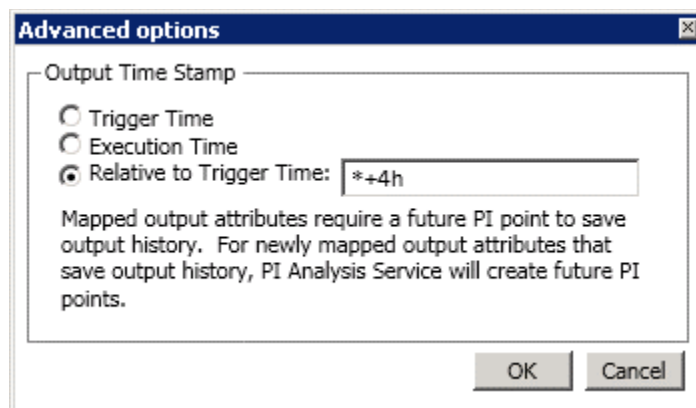 Advanced options
Output Time Stamp
Trigger Time
Execution Time
Relative to Trigger Time: *+4h
Mapped output attributes require a future PI point to save
output history. For newly mapped output attributes that
save output history, PI Analysis Service will create future PI
points.
OK Cancel